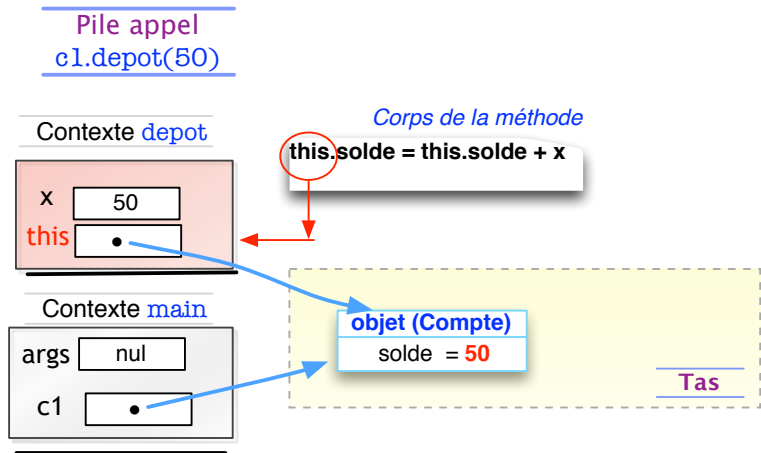 Pile appel
c1.depot(50)
Contexte depot
x 50
this
Corps de la méthode
this.solde = this.solde + x
Contexte main
args nul
c1
objet (Compte)
solde = 50
Tas